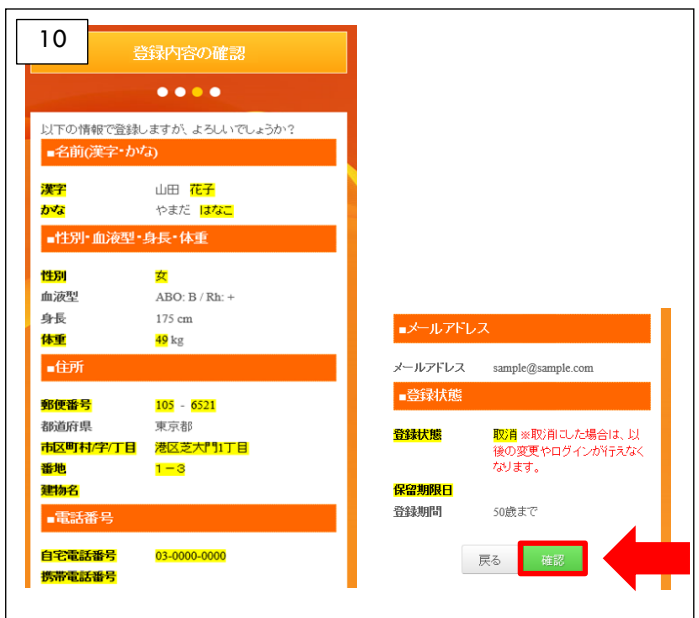 10
登録内容の確認
以下の情報で登録しますが、よろしいでしょうか？
■名前(漢字・かな)
漢字 山田 花子
かな やまだ はなこ
■性別・血液型・身長・体重
性別 女
血液型 ABO: B / Rh: +
身長 175 cm
体重 49 kg
■住所
郵便番号 105 - 6521
都道府県 東京都
市区町村/字/丁目 港区芝大門1丁目
番地 1－3
建物名
■電話番号
自宅電話番号 03-0000-0000
携帯電話番号
■メールアドレス
メールアドレス sample@sample.com
■登録状態
登録状態 取消 ※取消にした場合は、以
後の変更やログインが行えなく
なります。
保留期限日
登録期間 50歳まで
戻る 確認